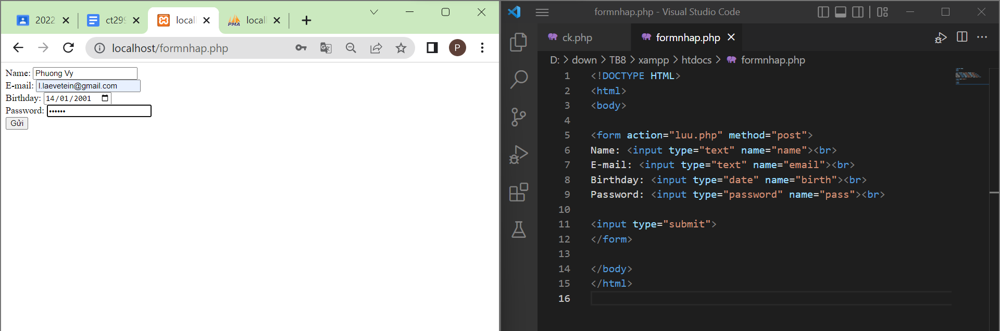 2022
ct299
locall
PMA
locall
localhost/formnhap.php
P
Name: Phuong Vy
E-mail: l.laevetein@gmail.com
Birthday: 14/01/2001
Password: ••••••
Gửi
formnhap.php - Visual Studio Code
ck.php
formnhap.php
D: > down > TB8 > xampp > htdocs > formnhap.php
1 <!DOCTYPE HTML>
2 <html>
3 <body>
4
5 <form action="luu.php" method="post">
6 Name: <input type="text" name="name"><br>
7 E-mail: <input type="text" name="email"><br>
8 Birthday: <input type="date" name="birth"><br>
9 Password: <input type="password" name="pass"><br>
10
11 <input type="submit">
12 </form>
13
14 </body>
15 </html>
16